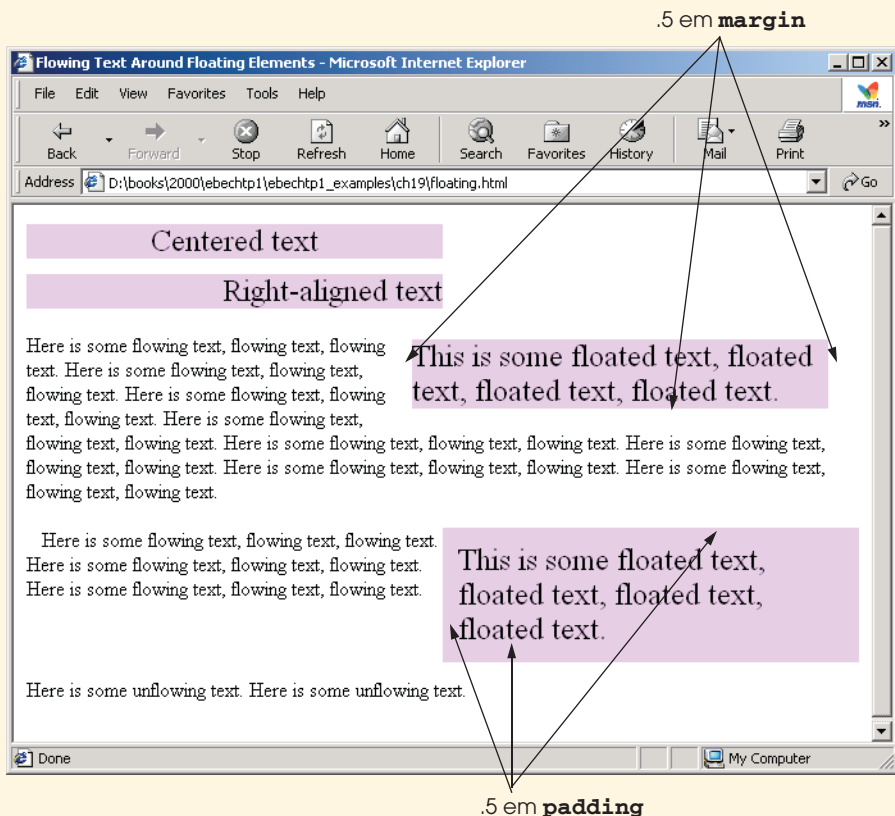 .5 em margin
Flowing Text Around Floating Elements - Microsoft Internet Explorer
File Edit View Favorites Tools Help
msn.
Back Forward Stop Refresh Home Search Favorites History Mail Print »
Address D:\books\2000\ebechtp1\ebechtp1_examples\ch19\floating.html Go
Centered text
Right-aligned text
Here is some flowing text, flowing text, flowing
text. Here is some flowing text, flowing text,
flowing text. Here is some flowing text, flowing
text, flowing text. Here is some flowing text,
This is some floated text, floated
text, floated text, floated text.
flowing text, flowing text. Here is some flowing text, flowing text, flowing text. Here is some flowing text,
flowing text, flowing text. Here is some flowing text, flowing text, flowing text. Here is some flowing text,
flowing text, flowing text.
Here is some flowing text, flowing text, flowing text.
Here is some flowing text, flowing text, flowing text.
Here is some flowing text, flowing text, flowing text.
This is some floated text,
floated text, floated text,
floated text.
Here is some unflowing text. Here is some unflowing text.
Done My Computer
.5 em padding